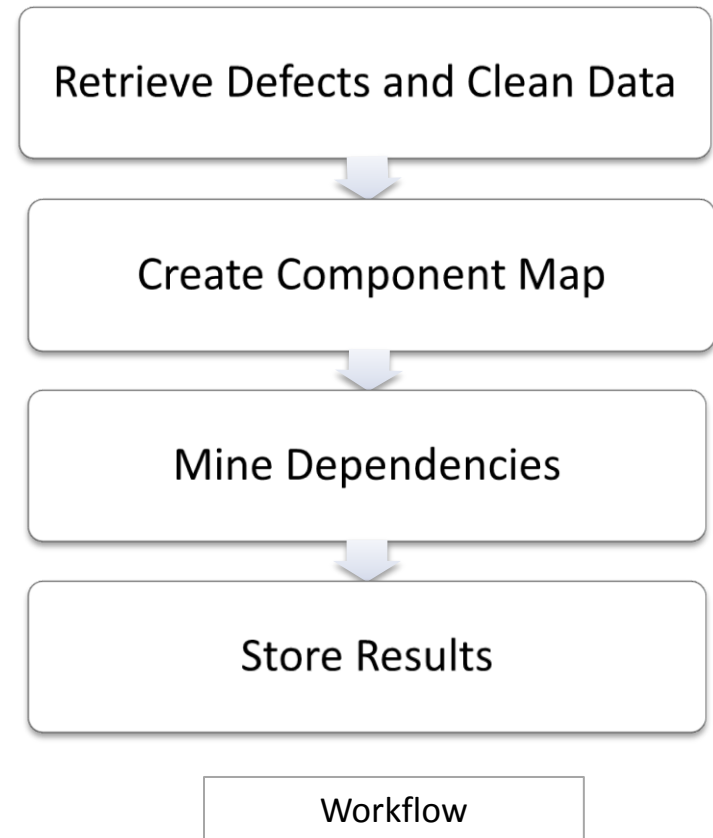 Retrieve Defects and Clean Data
Create Component Map
Mine Dependencies
Store Results
Workflow